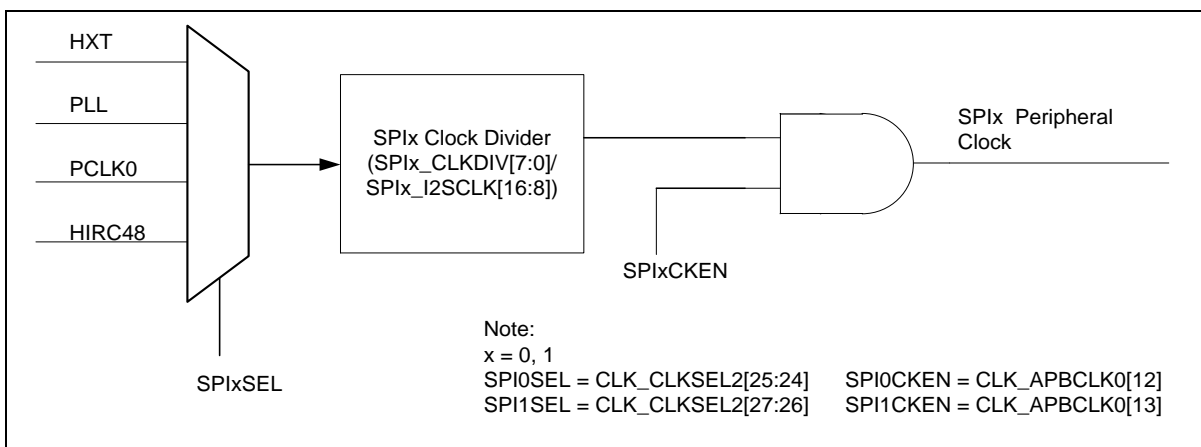 HXT
PLL
PCLK0
HIRC48
SPIxSEL
SPIx Clock Divider
(SPIx_CLKDIV[7:0]/
SPIx_I2SCLK[16:8])
SPIxCKEN
SPIx Peripheral
Clock
Note:
x = 0, 1
SPI0SEL = CLK_CLKSEL2[25:24] SPI0CKEN = CLK_APBCLK0[12]
SPI1SEL = CLK_CLKSEL2[27:26] SPI1CKEN = CLK_APBCLK0[13]